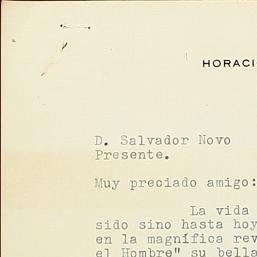 HORACI
D. Salvador Novo
Presente.
Muy preciado amigo:
La vida
sido sino hasta hoy
en la magnífica rev
el Hombre" su bella